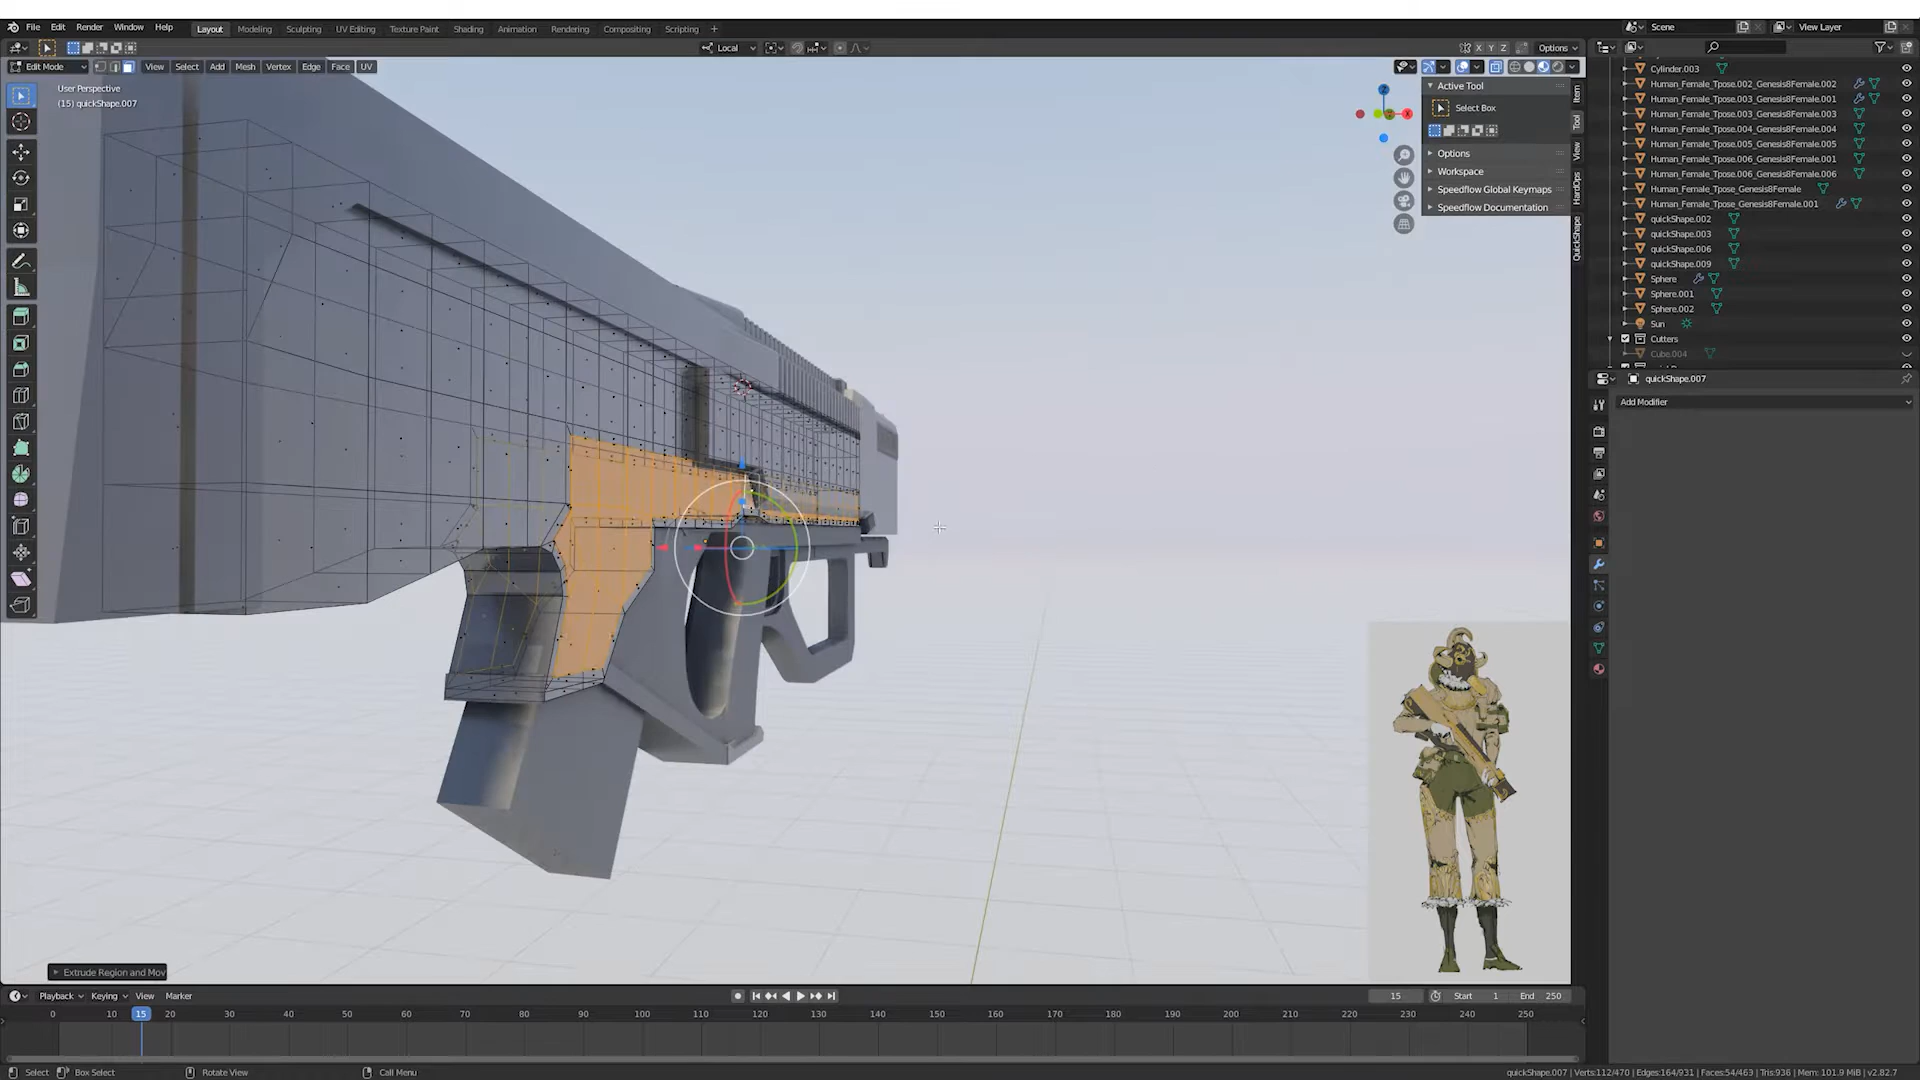 File Edit Render Window Help Layout Modeling Sculpting UV Editing Texture Paint Shading Animation Rendering Compositing Scripting + Scene View Layer
Local X Y Z Options
Edit Mode View Select Add Mesh Vertex Edge Face UV
User Perspective
(15) quickShape.007
Active Tool
Select Box
Options
Workspace
Speedflow Global Keymaps
Speedflow Documentation
Item
Tool
View
HardOps
QuickShape
Z
X
Cylinder.003
Human_Female_Tpose.002_Genesis8Female.002
Human_Female_Tpose.003_Genesis8Female.001
Human_Female_Tpose.003_Genesis8Female.003
Human_Female_Tpose.004_Genesis8Female.004
Human_Female_Tpose.005_Genesis8Female.005
Human_Female_Tpose.006_Genesis8Female.001
Human_Female_Tpose.006_Genesis8Female.006
Human_Female_Tpose_Genesis8Female
Human_Female_Tpose_Genesis8Female.001
quickShape.002
quickShape.003
quickShape.006
quickShape.009
Sphere
Sphere.001
Sphere.002
Sun
Cutters
Cube.004
quickShape.007
Add Modifier
Extrude Region and Mov
Playback Keying View Marker 15 Start 1 End 250
0 10 15 20 30 40 50 60 70 80 90 100 110 120 130 140 150 160 170 180 190 200 210 220 230 240 250
Select Box Select Rotate View Call Menu quickShape.007 | Verts:112/470 | Edges:164/931 | Faces:54/463 | Tris:936 | Mem: 101.9 MiB | v2.82.7